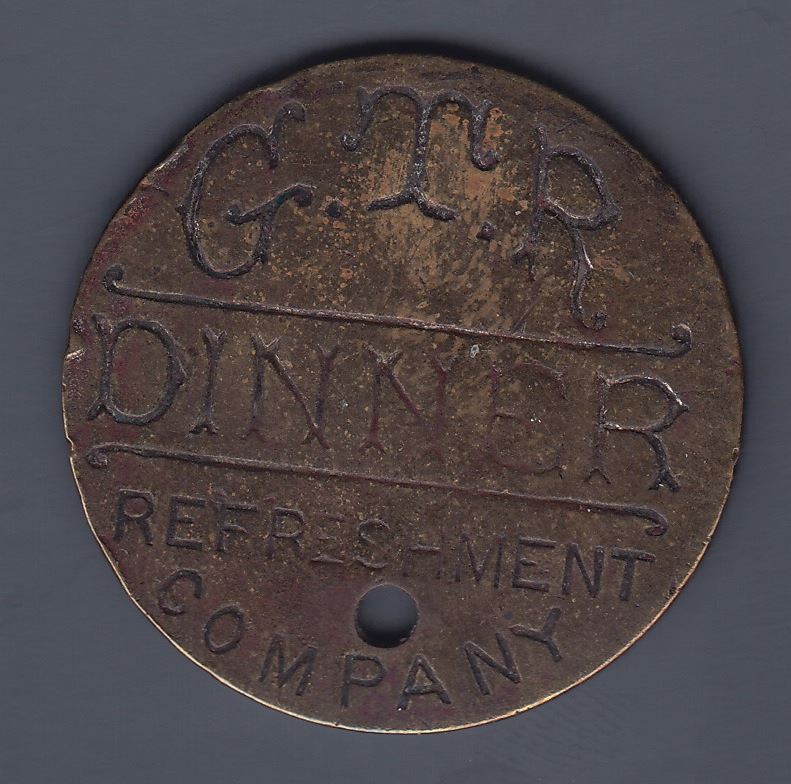 G.T.R
DINNER
REFRESHMENT
COMPANY